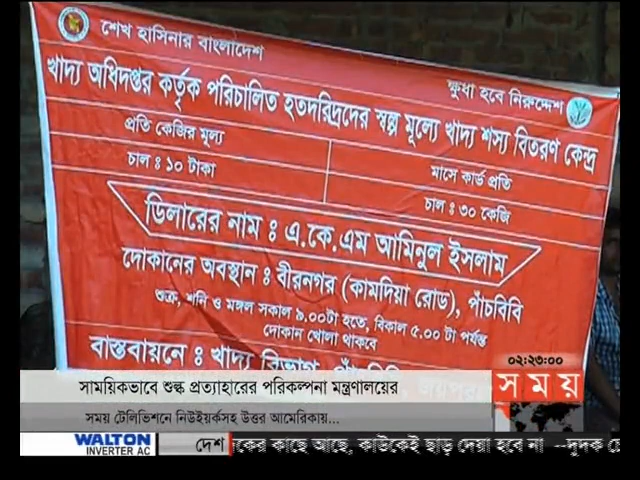 শেখ হাসিনার বাংলাদেশ
ক্ষুধা হবে নিরুদ্দেশ
খাদ্য অধিদপ্তর কর্তৃক পরিচালিত হতদরিদ্রদের স্বল্প মূল্যে খাদ্য শস্য বিতরণ কেন্দ্র
প্রতি কেজির মূল্য
মাসে কার্ড প্রতি
চাল ঃ ১০ টাকা
চাল ঃ ৩০ কেজি
ডিলারের নাম ঃ এ.কে.এম আমিনুল ইসলাম
দোকানের অবস্থান ঃ বীরনগর (কামদিয়া রোড), পাঁচবিবি
শুক্র, শনি ও মঙ্গল সকাল ৯.০০টা হতে, বিকাল ৫.০০ টা পর্যন্ত
দোকান খোলা থাকবে
বাস্তবায়নে ঃ খাদ্য বিভাগ,
০২:২৩:০০
সাময়িকভাবে শুল্ক প্রত্যাহারের পরিকল্পনা মন্ত্রণালয়ের
সময়
সময় টেলিভিশনে নিউইয়র্কসহ উত্তর আমেরিকায়...
WALTON
INVERTER AC
দেশ
কের কাছে আছে, কাউকেই ছাড় দেয়া হবে না --দুদক